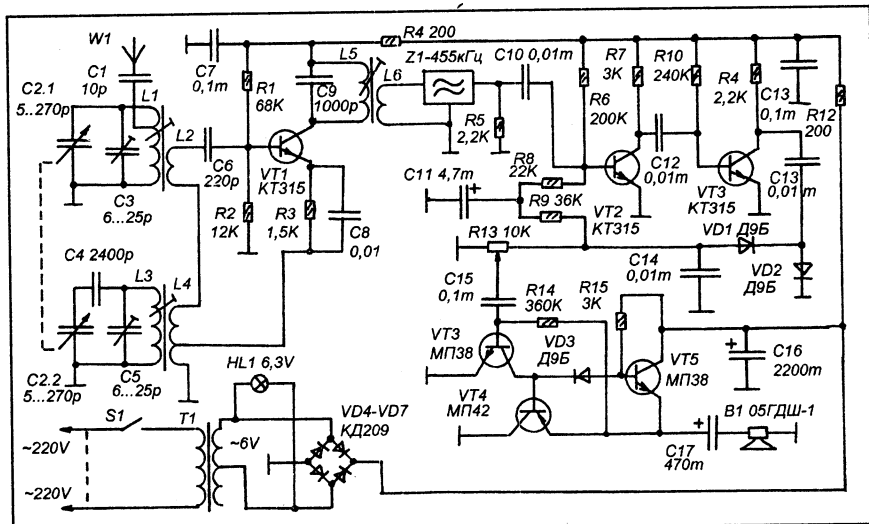 W1
C1
10p
C2.1
5...270p
L1
L2
C3
6...25p
C6
220p
C7
0,1m
R1
68K
R2
12K
VT1
КТ315
R3
1,5K
C8
0,01
C9
1000p
L5
L6
R4 200
Z1-455кГц
R5
2,2K
C10 0,01m
R6
200K
R7
3K
R10
240K
R4
2,2K
C13
0,1m
R12
200
C11 4,7m
+
R8
22K
R9 36K
VT2
КТ315
C12
0,01m
VT3
КТ315
C13
0,01m
VD1 Д9Б
VD2
Д9Б
R13 10K
C14
0,01m
C15
0,1m
R14
360K
R15
3K
VT3
МП38
VD3
Д9Б
VT4
МП42
VT5
МП38
+
C16
2200m
+
C17
470m
B1 05ГДШ-1
C4 2400p
L3
L4
C2.2
5...270p
C5
6...25p
HL1 6,3V
S1
T1
~220V
~220V
~6V
VD4-VD7
КД209